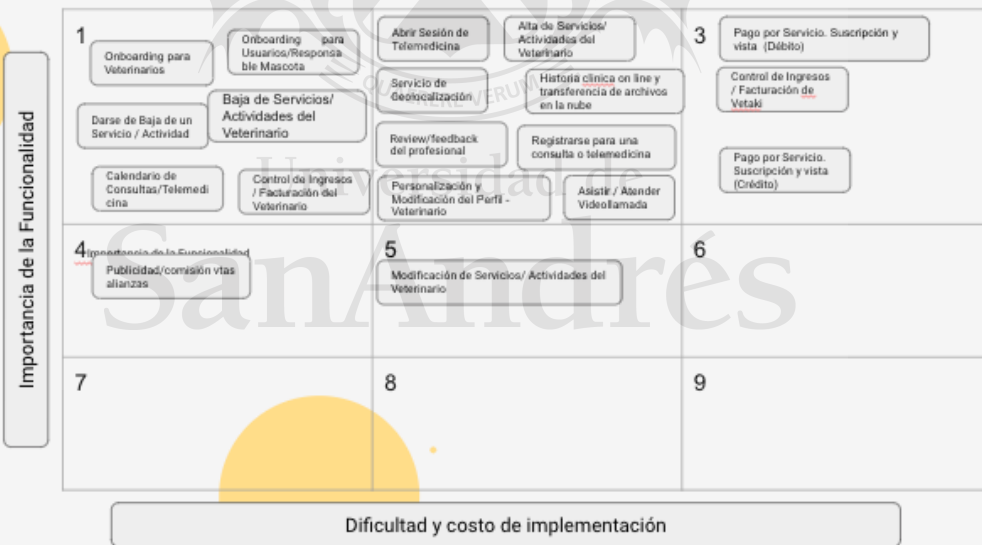 Importancia de la Funcionalidad
1
Onboarding para
Veterinarios
Onboarding para
Usuarios/Responsa
ble Mascota
Darse de Baja de un
Servicio / Actividad
Baja de Servicios/
Actividades del
Veterinario
Calendario de
Consultas/Telemedi
cina
Control de Ingresos
/ Facturación del
Veterinario
Abrir Sesión de
Telemedicina
Alta de Servicios/
Actividades del
Veterinario
Servicio de
Geolocalización
Historia clinica on line y
transferencia de archivos
en la nube
Review/feedback
del profesional
Registrarse para una
consulta o telemedicina
Personalización y
Modificación del Perfil -
Veterinario
Asistir / Atender
Videollamada
3
Pago por Servicio. Suscripción y
vista (Débito)
Control de Ingresos
/ Facturación de
Vetaki
Pago por Servicio.
Suscripción y vista
(Crédito)
4
Importancia de la Funcionalidad
Publicidad/comisión vtas
alianzas
5
Modificación de Servicios/ Actividades del
Veterinario
6
7
8
9
Dificultad y costo de implementación
QUAERERE VERUM
Universidad de
SanAndrés